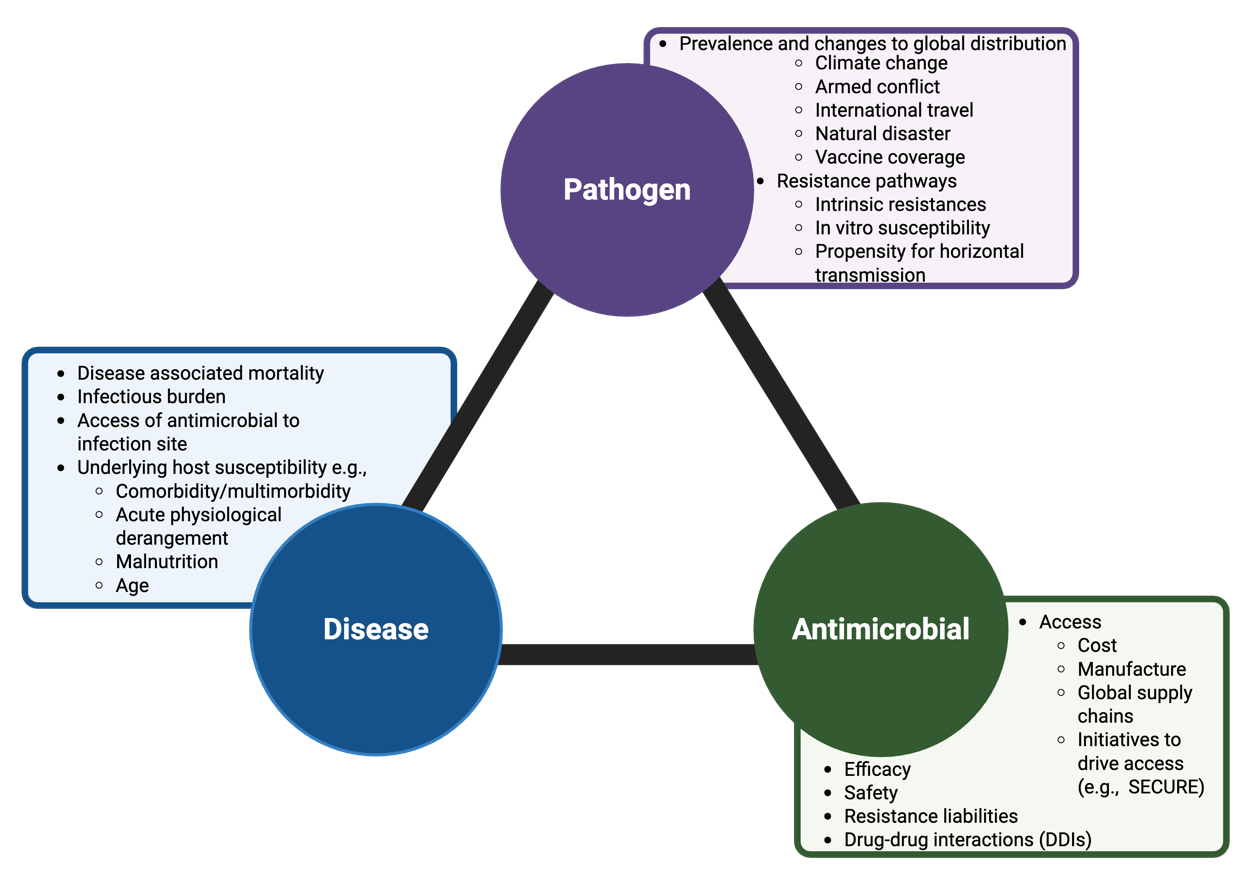 • Prevalence and changes to global distribution
◦ Climate change
◦ Armed conflict
◦ International travel
◦ Natural disaster
◦ Vaccine coverage
• Resistance pathways
◦ Intrinsic resistances
◦ In vitro susceptibility
◦ Propensity for horizontal
transmission
Pathogen
• Disease associated mortality
• Infectious burden
• Access of antimicrobial to
infection site
• Underlying host susceptibility e.g.,
◦ Comorbidity/multimorbidity
◦ Acute physiological
derangement
◦ Malnutrition
◦ Age
Disease
Antimicrobial
• Access
◦ Cost
◦ Manufacture
◦ Global supply
chains
◦ Initiatives to
drive access
(e.g., SECURE)
• Efficacy
• Safety
• Resistance liabilities
• Drug-drug interactions (DDIs)